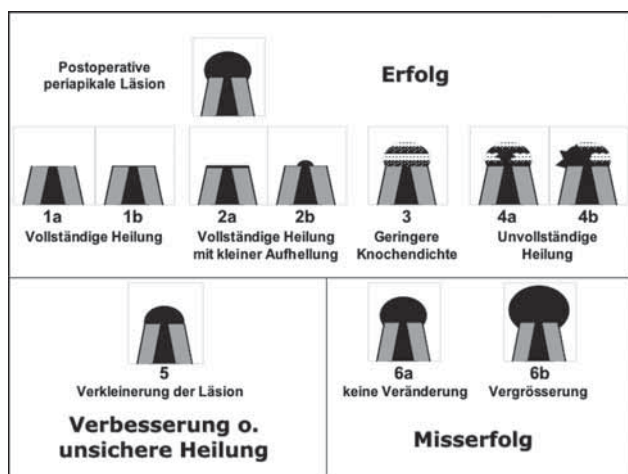 Postoperative
periapikale Läsion
Erfolg
1a 1b 2a 2b 3 4a 4b
Vollständige Heilung
Vollständige Heilung
mit kleiner Aufhellung
Geringere
Knochendichte
Unvollständige
Heilung
5
Verkleinerung der Läsion
Verbesserung o.
unsichere Heilung
6a 6b
keine Veränderung Vergrösserung
Misserfolg